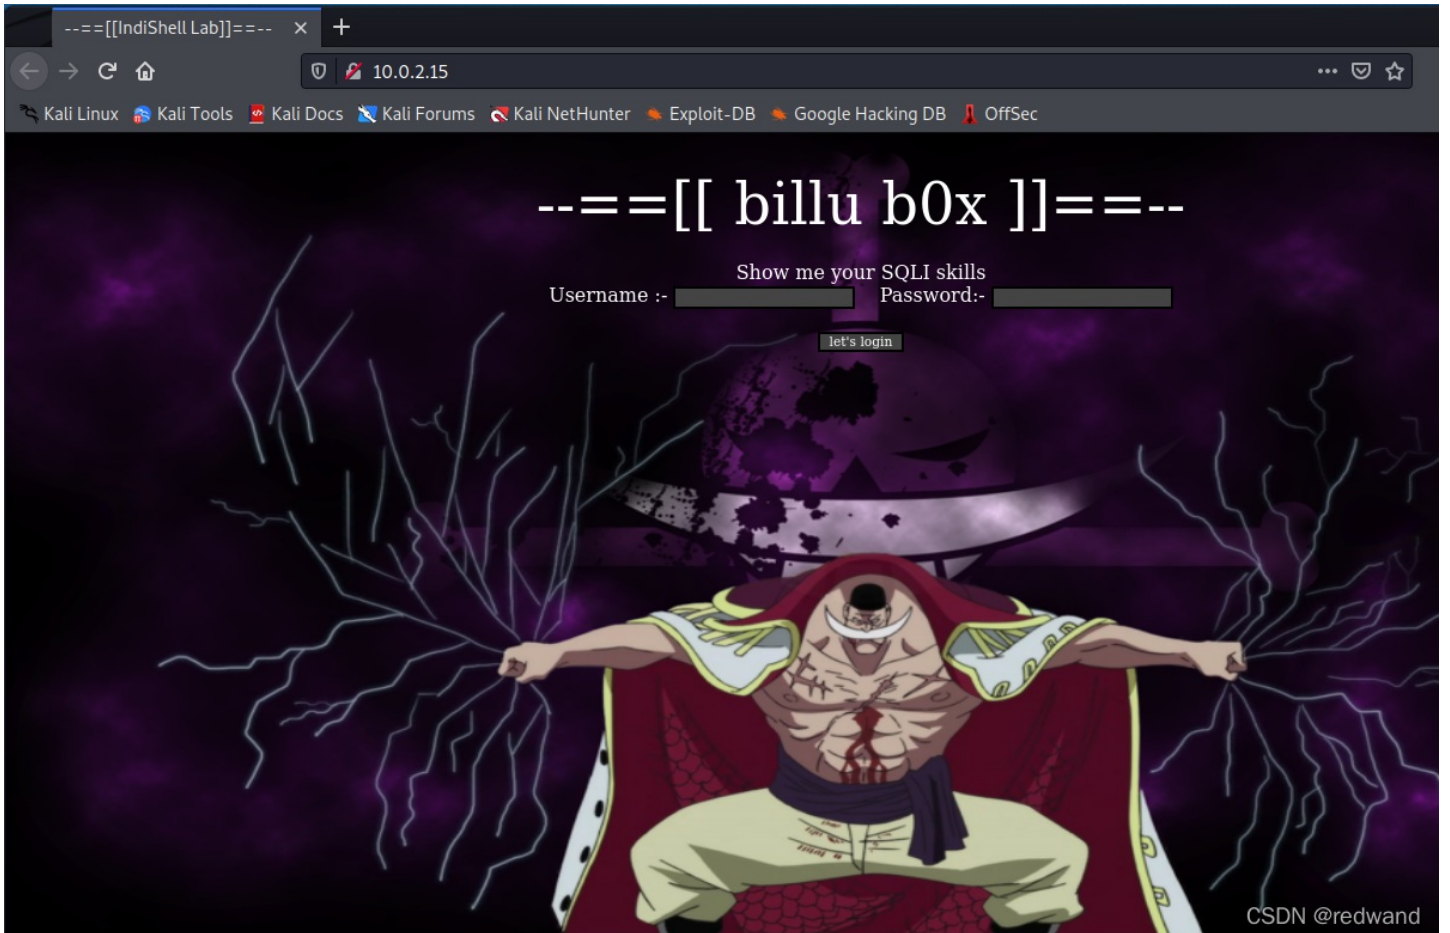 --==[[IndiShell Lab]]==--
10.0.2.15
Kali Linux Kali Tools Kali Docs Kali Forums Kali NetHunter Exploit-DB Google Hacking DB OffSec
--==[[ billu b0x ]]==--
Show me your SQLI skills
Username :- Password:-
let's login
CSDN @redwand